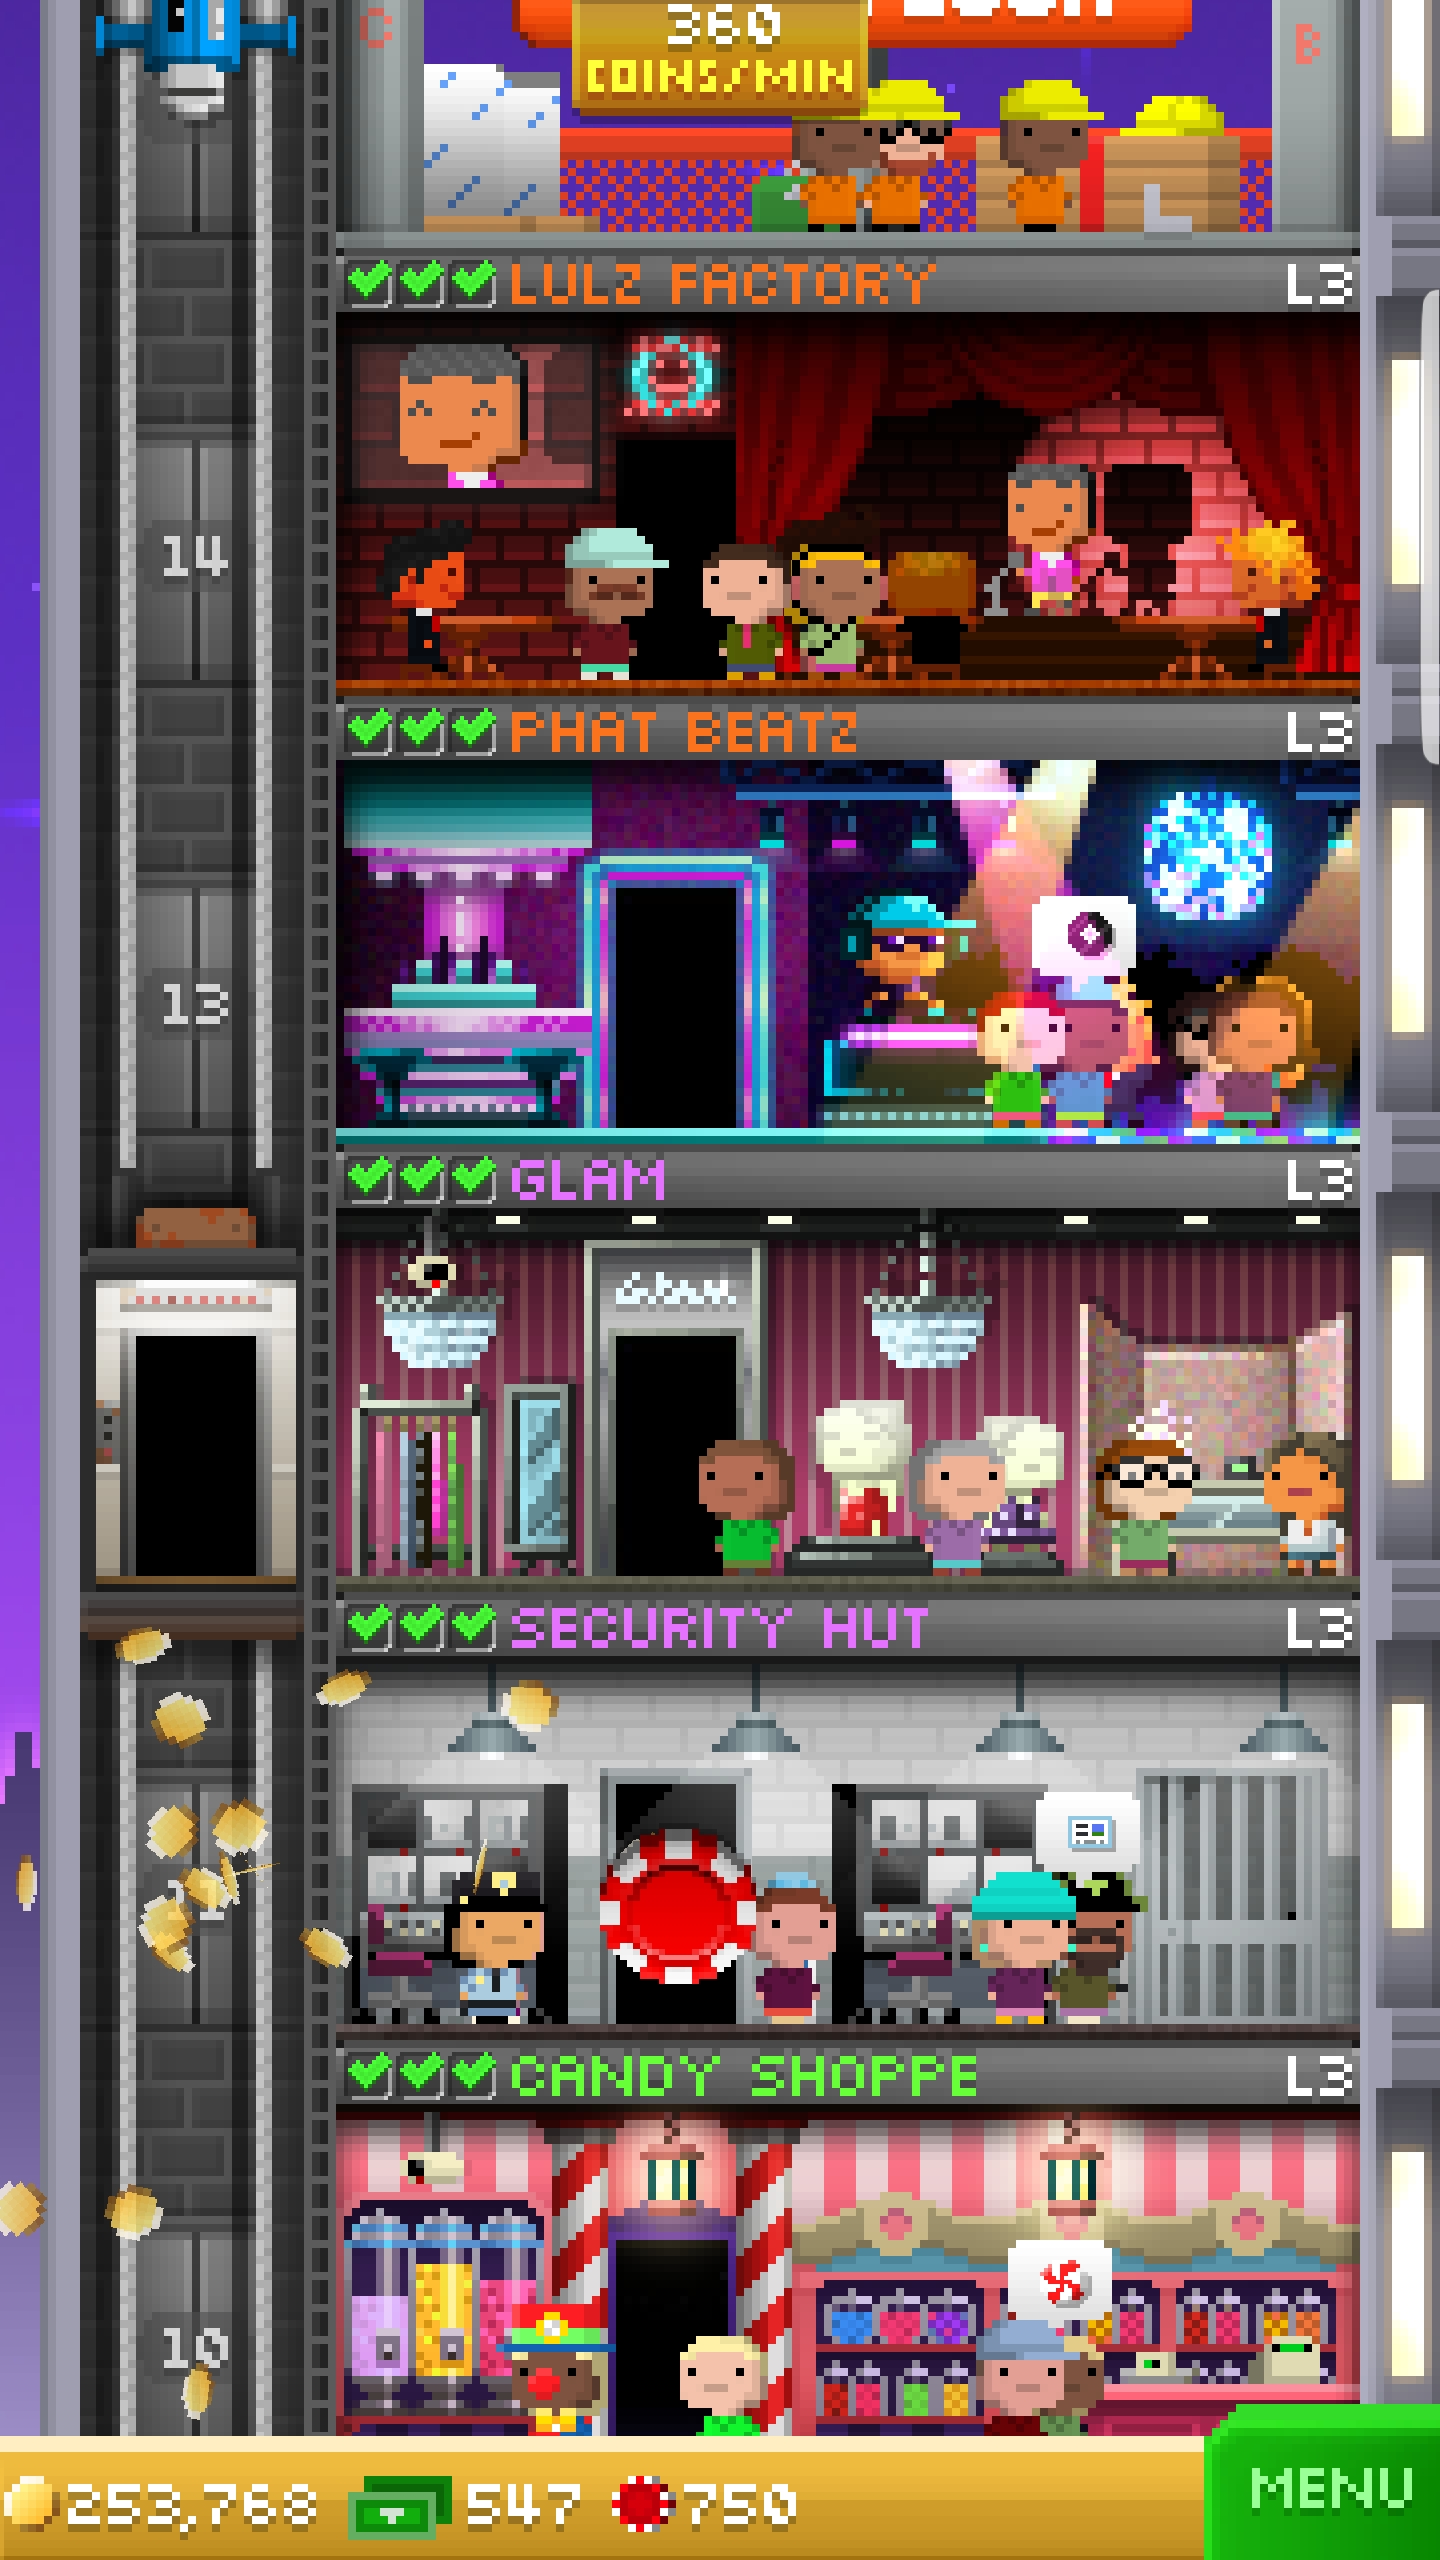 C
B
360
COINS/MIN
LULZ FACTORY L3
14
PHAT BEATZ L3
13
GLAM L3
Glam
SECURITY HUT L3
CANDY SHOPPE L3
10
253,768 547 750
MENU